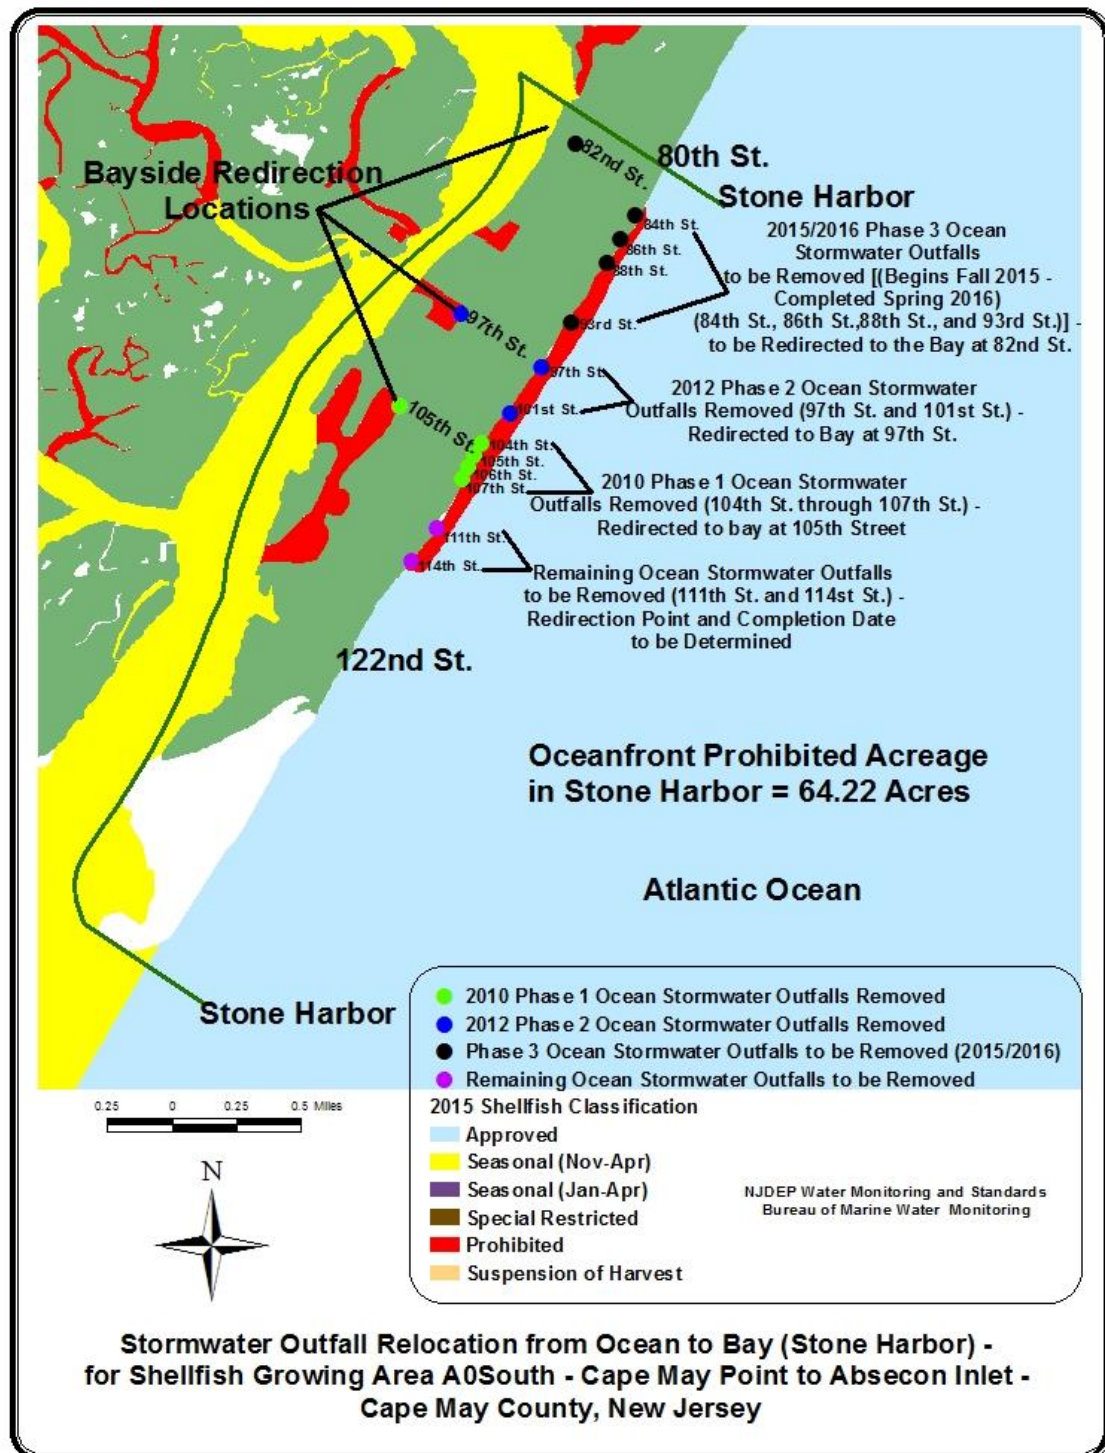 82nd St.
80th St.
Bayside Redirection
Locations
Stone Harbor
84th St.
86th St.
88th St.
2015/2016 Phase 3 Ocean
Stormwater Outfalls
to be Removed [(Begins Fall 2015 -
Completed Spring 2016)
(84th St., 86th St.,88th St., and 93rd St.)] -
to be Redirected to the Bay at 82nd St.
93rd St.
97th St.
97th St.
101st St.
2012 Phase 2 Ocean Stormwater
Outfalls Removed (97th St. and 101st St.) -
Redirected to Bay at 97th St.
105th St.
104th St.
105th St.
106th St.
107th St.
2010 Phase 1 Ocean Stormwater
Outfalls Removed (104th St. through 107th St.) -
Redirected to bay at 105th Street
111th St.
114th St.
Remaining Ocean Stormwater Outfalls
to be Removed (111th St. and 114st St.) -
Redirection Point and Completion Date
to be Determined
122nd St.
Oceanfront Prohibited Acreage
in Stone Harbor = 64.22 Acres
Atlantic Ocean
Stone Harbor
2010 Phase 1 Ocean Stormwater Outfalls Removed
2012 Phase 2 Ocean Stormwater Outfalls Removed
Phase 3 Ocean Stormwater Outfalls to be Removed (2015/2016)
Remaining Ocean Stormwater Outfalls to be Removed
2015 Shellfish Classification
Approved
Seasonal (Nov-Apr)
Seasonal (Jan-Apr)
Special Restricted
Prohibited
Suspension of Harvest
NJDEP Water Monitoring and Standards
Bureau of Marine Water Monitoring
0.25 0 0.25 0.5 Miles
N
Stormwater Outfall Relocation from Ocean to Bay (Stone Harbor) -
for Shellfish Growing Area A0South - Cape May Point to Absecon Inlet -
Cape May County, New Jersey